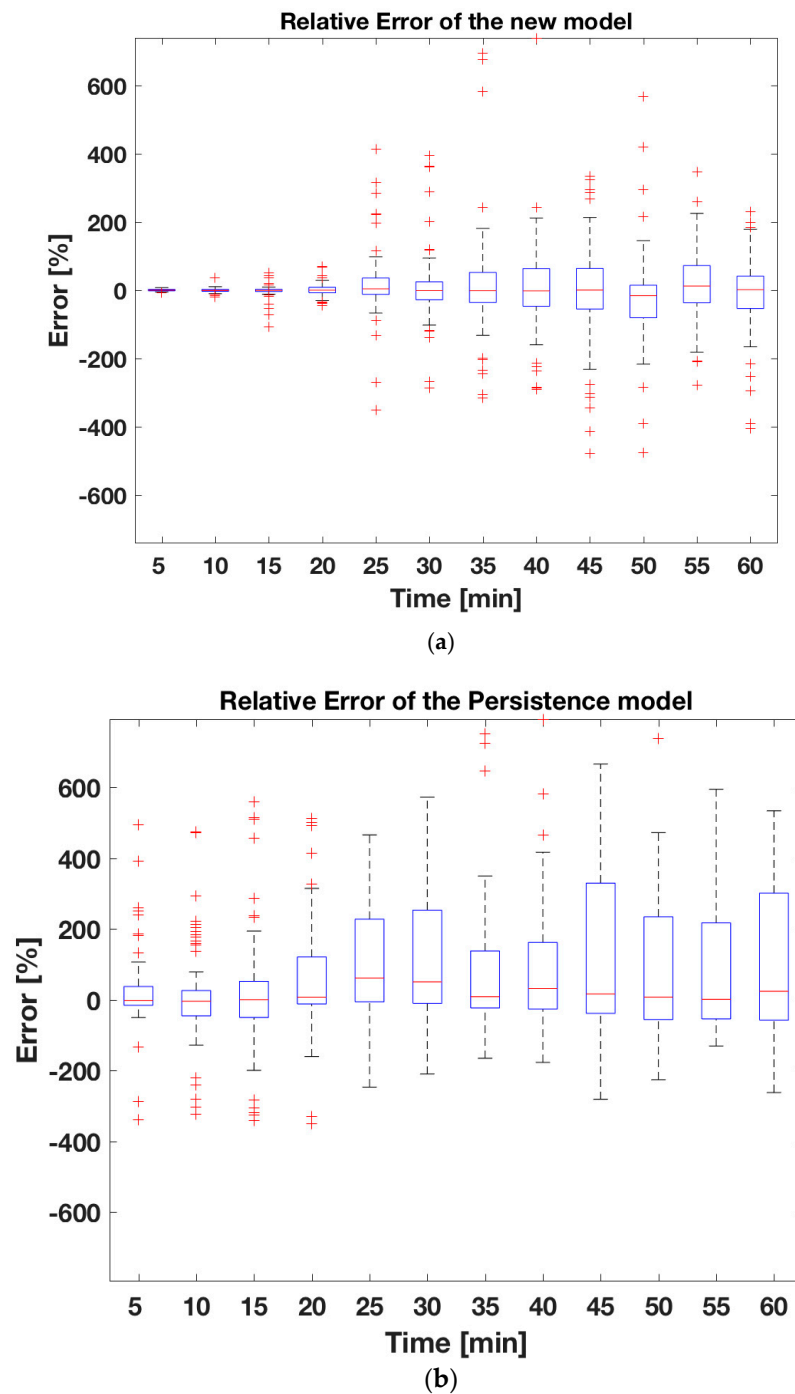 Relative Error of the new model
600
400
200
0
-200
-400
-600
Error [%]
5 10 15 20 25 30 35 40 45 50 55 60
Time [min]
(a)
Relative Error of the Persistence model
600
400
200
0
-200
-400
-600
Error [%]
5 10 15 20 25 30 35 40 45 50 55 60
Time [min]
(b)